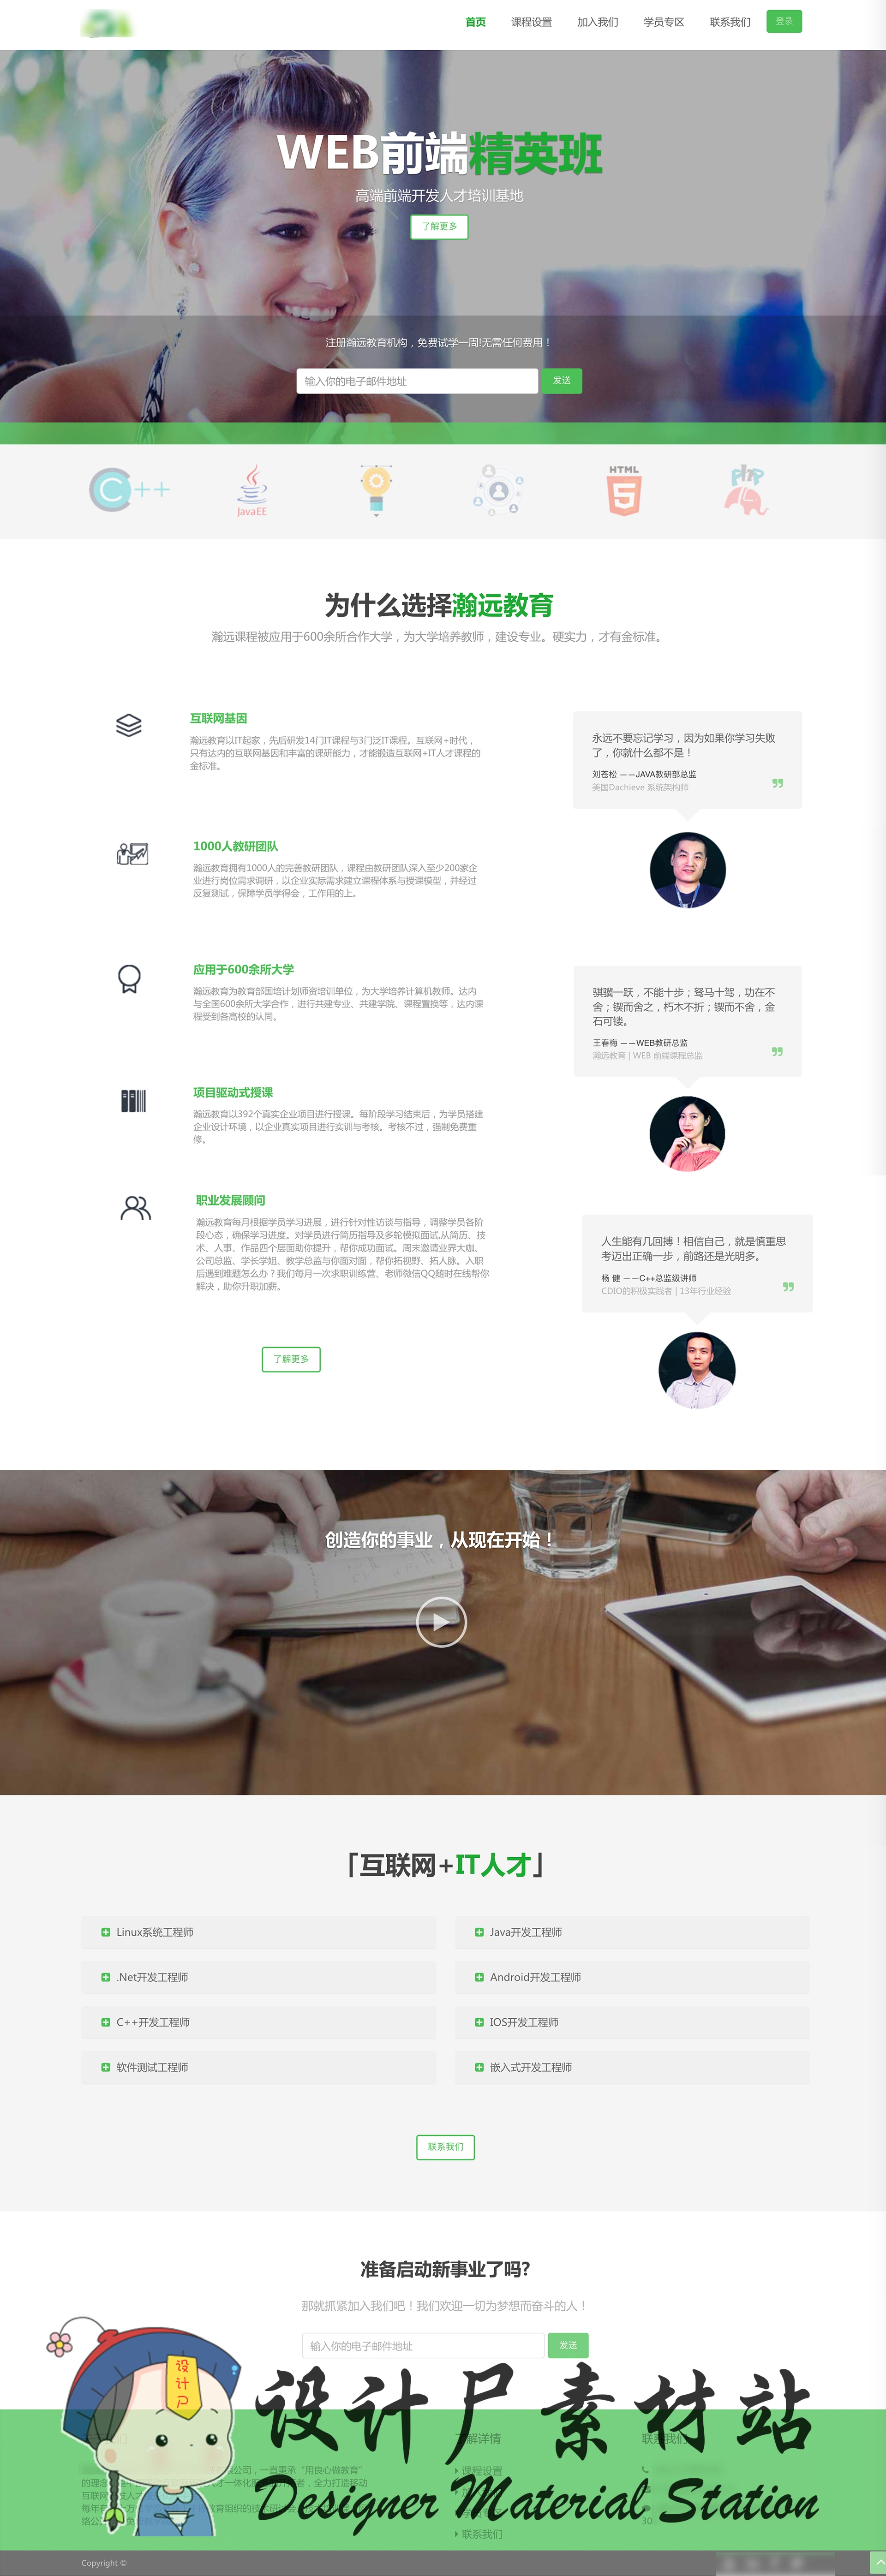 首页 课程设置 加入我们 学员专区 联系我们 登录
WEB前端精英班
高端前端开发人才培训基地
了解更多
注册瀚远教育机构，免费试学一周!无需任何费用！
输入你的电子邮件地址 发送
C++ JavaEE HTML 5 php
为什么选择瀚远教育
瀚远课程被应用于600余所合作大学，为大学培养教师，建设专业。硬实力，才有金标准。
互联网基因
瀚远教育以IT起家，先后研发14门IT课程与3门泛IT课程。互联网+时代，
只有达内的互联网基因和丰富的课研能力，才能锻造互联网+IT人才课程的
金标准。
永远不要忘记学习，因为如果你学习失败
了，你就什么都不是！
刘苍松 ——JAVA教研部总监
美国Dachieve 系统架构师
1000人教研团队
瀚远教育拥有1000人的完善教研团队，课程由教研团队深入至少200家企
业进行岗位需求调研，以企业实际需求建立课程体系与授课模型，并经过
反复测试，保障学员学得会，工作用的上。
应用于600余所大学
瀚远教育为教育部国培计划师资培训单位，为大学培养计算机教师。达内
与全国600余所大学合作，进行共建专业、共建学院、课程置换等，达内课
程受到各高校的认同。
骐骥一跃，不能十步；驽马十驾，功在不
舍；锲而舍之，朽木不折；锲而不舍，金
石可镂。
王春梅 ——WEB教研总监
瀚远教育 | WEB 前端课程总监
项目驱动式授课
瀚远教育以392个真实企业项目进行授课。每阶段学习结束后，为学员搭建
企业设计环境，以企业真实项目进行实训与考核。考核不过，强制免费重
修。
职业发展顾问
瀚远教育每月根据学员学习进展，进行针对性访谈与指导，调整学员各阶
段心态，确保学习进度。对学员进行简历指导及多轮模拟面试,从简历、技
术、人事、作品四个层面助你提升，帮你成功面试。周末邀请业界大咖、
公司总监、学长学姐、教学总监与你面对面，帮你拓视野、拓人脉。入职
后遇到难题怎么办？我们每月一次求职训练营、老师微信QQ随时在线帮你
解决，助你升职加薪。
人生能有几回搏！相信自己，就是慎重思
考迈出正确一步，前路还是光明多。
杨 健 ——C++总监级讲师
CDIO的积极实践者 | 13年行业经验
了解更多
创造你的事业，从现在开始！
「互联网+IT人才」
Linux系统工程师 Java开发工程师
.Net开发工程师 Android开发工程师
C++开发工程师 IOS开发工程师
软件测试工程师 嵌入式开发工程师
联系我们
准备启动新事业了吗?
那就抓紧加入我们吧！我们欢迎一切为梦想而奋斗的人！
输入你的电子邮件地址 发送
设计尸
设计尸素材站
Designer Material Station
了解详情 联系我们
课程设置
联系我们
公司，一直秉承“用良心做教育”
的理念
者，全力打造移动
互联网
每年有
30
Copyright ©